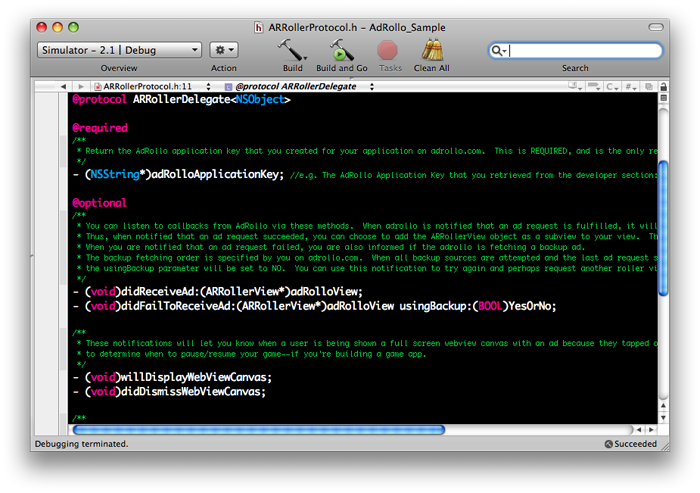 ARRollerProtocol.h – AdRollo_Sample
Simulator – 2.1 | Debug
Overview
Action
Build
Build and Go
Tasks
Clean All
Search
ARRollerProtocol.h:11
@protocol ARRollerDelegate
C
#
@protocol ARRollerDelegate<NSObject>
@required
/**
* Return the AdRollo application key that you created for your application on adrollo.com. This is REQUIRED, and is the only re
*/
- (NSString*)adRolloApplicationKey; //e.g. The AdRollo Application Key that you retrieved from the developer section:
@optional
/**
* You can listen to callbacks from AdRollo via these methods. When adrollo is notified that an ad request is fulfilled, it will
* Thus, when notified that an ad request succeeded, you can choose to add the ARRollerView object as a subview to your view. Th
* When you are notified that an ad request failed, you are also informed if the adrollo is fetching a backup ad.
* The backup fetching order is specified by you on adrollo.com. When all backup sources are attempted and the last ad request s
* the usingBackup parameter will be set to NO. You can use this notification to try again and perhaps request another roller vi
*/
- (void)didReceiveAd:(ARRollerView*)adRolloView;
- (void)didFailToReceiveAd:(ARRollerView*)adRolloView usingBackup:(BOOL)YesOrNo;
/**
* These notifications will let you know when a user is being shown a full screen webview canvas with an ad because they tapped o
* to determine when to pause/resume your game--if you're building a game app.
*/
- (void)willDisplayWebViewCanvas;
- (void)didDismissWebViewCanvas;
/**
Debugging terminated.
Succeeded